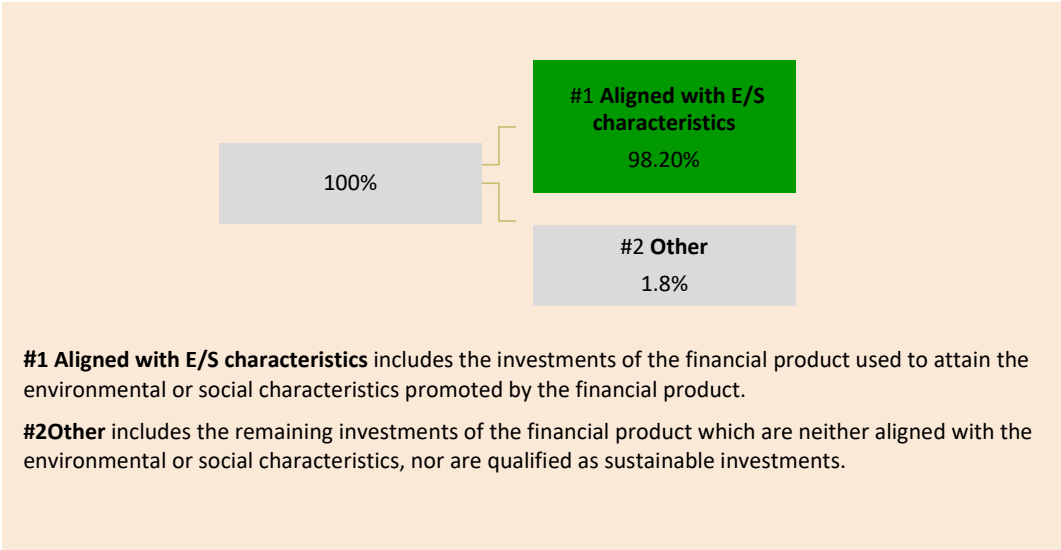 100%
#1 Aligned with E/S
characteristics
98.20%
#2 Other
1.8%
#1 Aligned with E/S characteristics includes the investments of the financial product used to attain the
environmental or social characteristics promoted by the financial product.
#2Other includes the remaining investments of the financial product which are neither aligned with the
environmental or social characteristics, nor are qualified as sustainable investments.